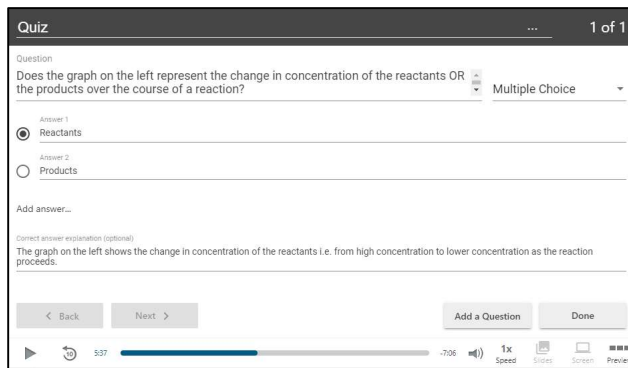 Quiz ... 1 of 1
Question
Does the graph on the left represent the change in concentration of the reactants OR
the products over the course of a reaction?
Multiple Choice
Answer 1
Reactants
Answer 2
Products
Add answer...
Correct answer explanation (optional)
The graph on the left shows the change in concentration of the reactants i.e. from high concentration to lower concentration as the reaction
proceeds.
< Back Next > Add a Question Done
10 5:37 -7:06 1x
Speed Slides Screen Preview